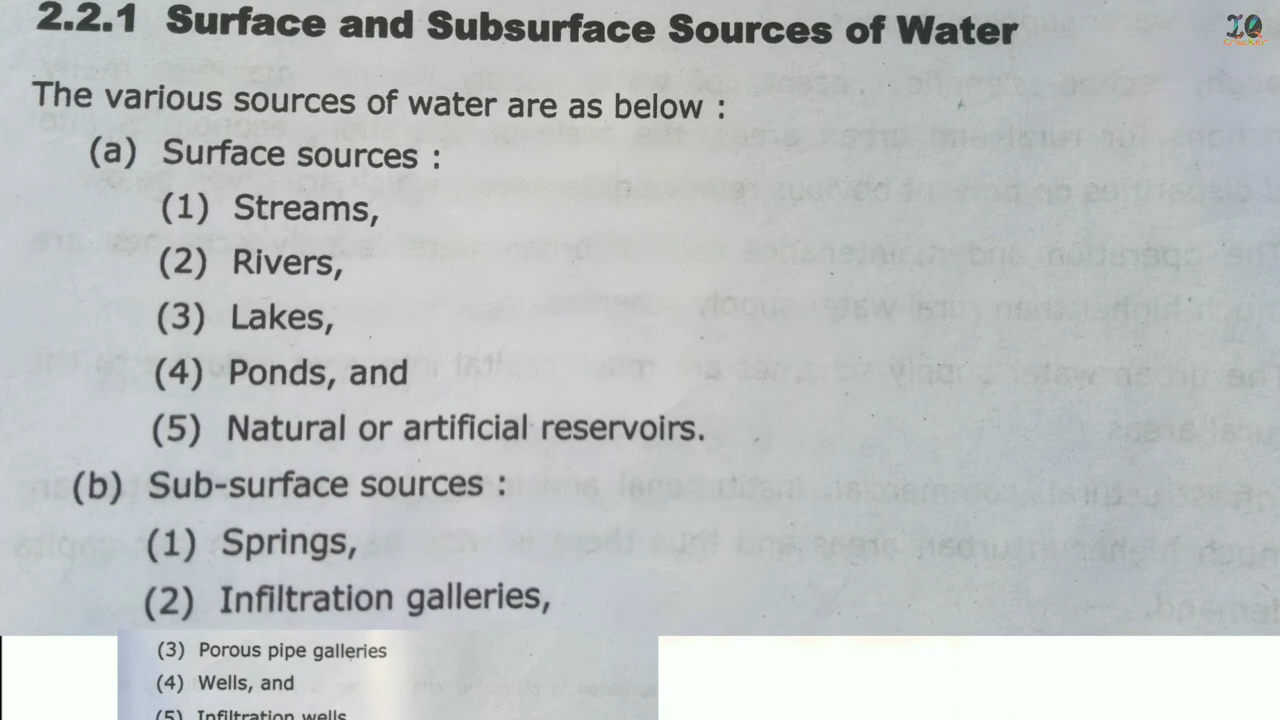 2.2.1 Surface and Subsurface Sources of Water
The various sources of water are as below :
(a) Surface sources :
(1) Streams,
(2) Rivers,
(3) Lakes,
(4) Ponds, and
(5) Natural or artificial reservoirs.
(b) Sub-surface sources :
(1) Springs,
(2) Infiltration galleries,
(3) Porous pipe galleries
(4) Wells, and
(5) Infiltration wells